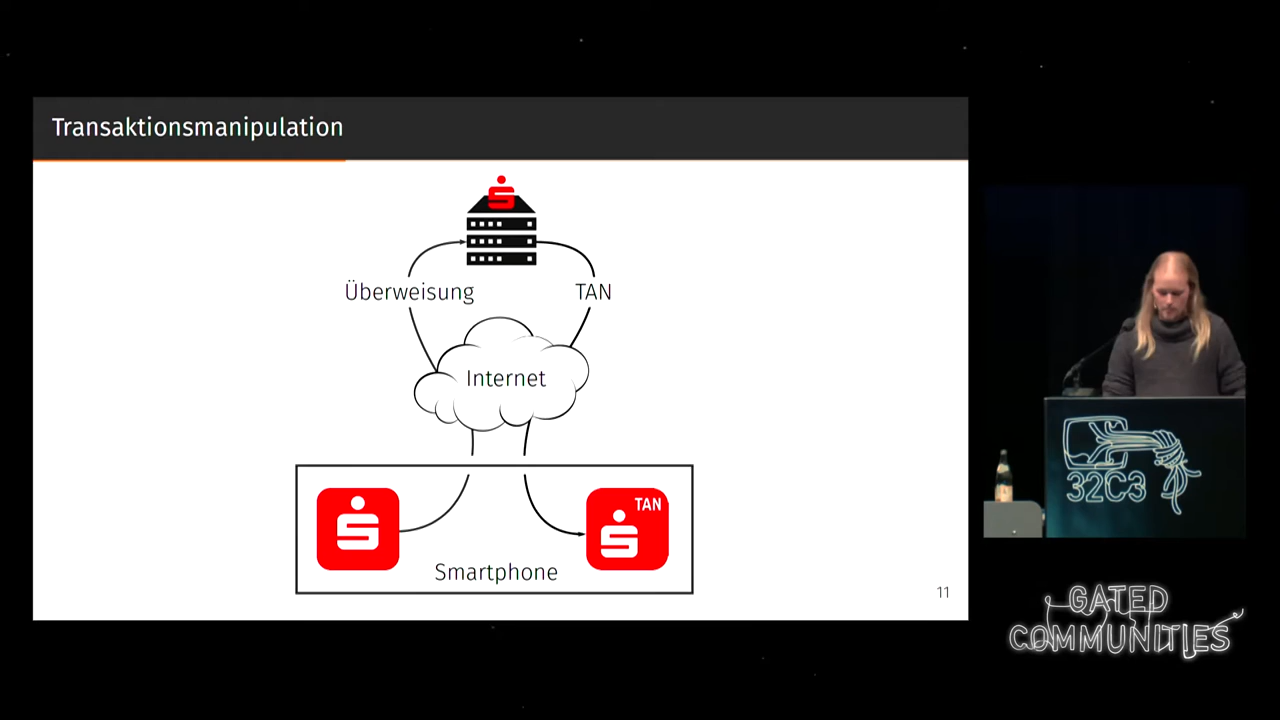 Transaktionsmanipulation
Überweisung
TAN
Internet
TAN
Smartphone
11
32C3
GATED
COMMUNITIES